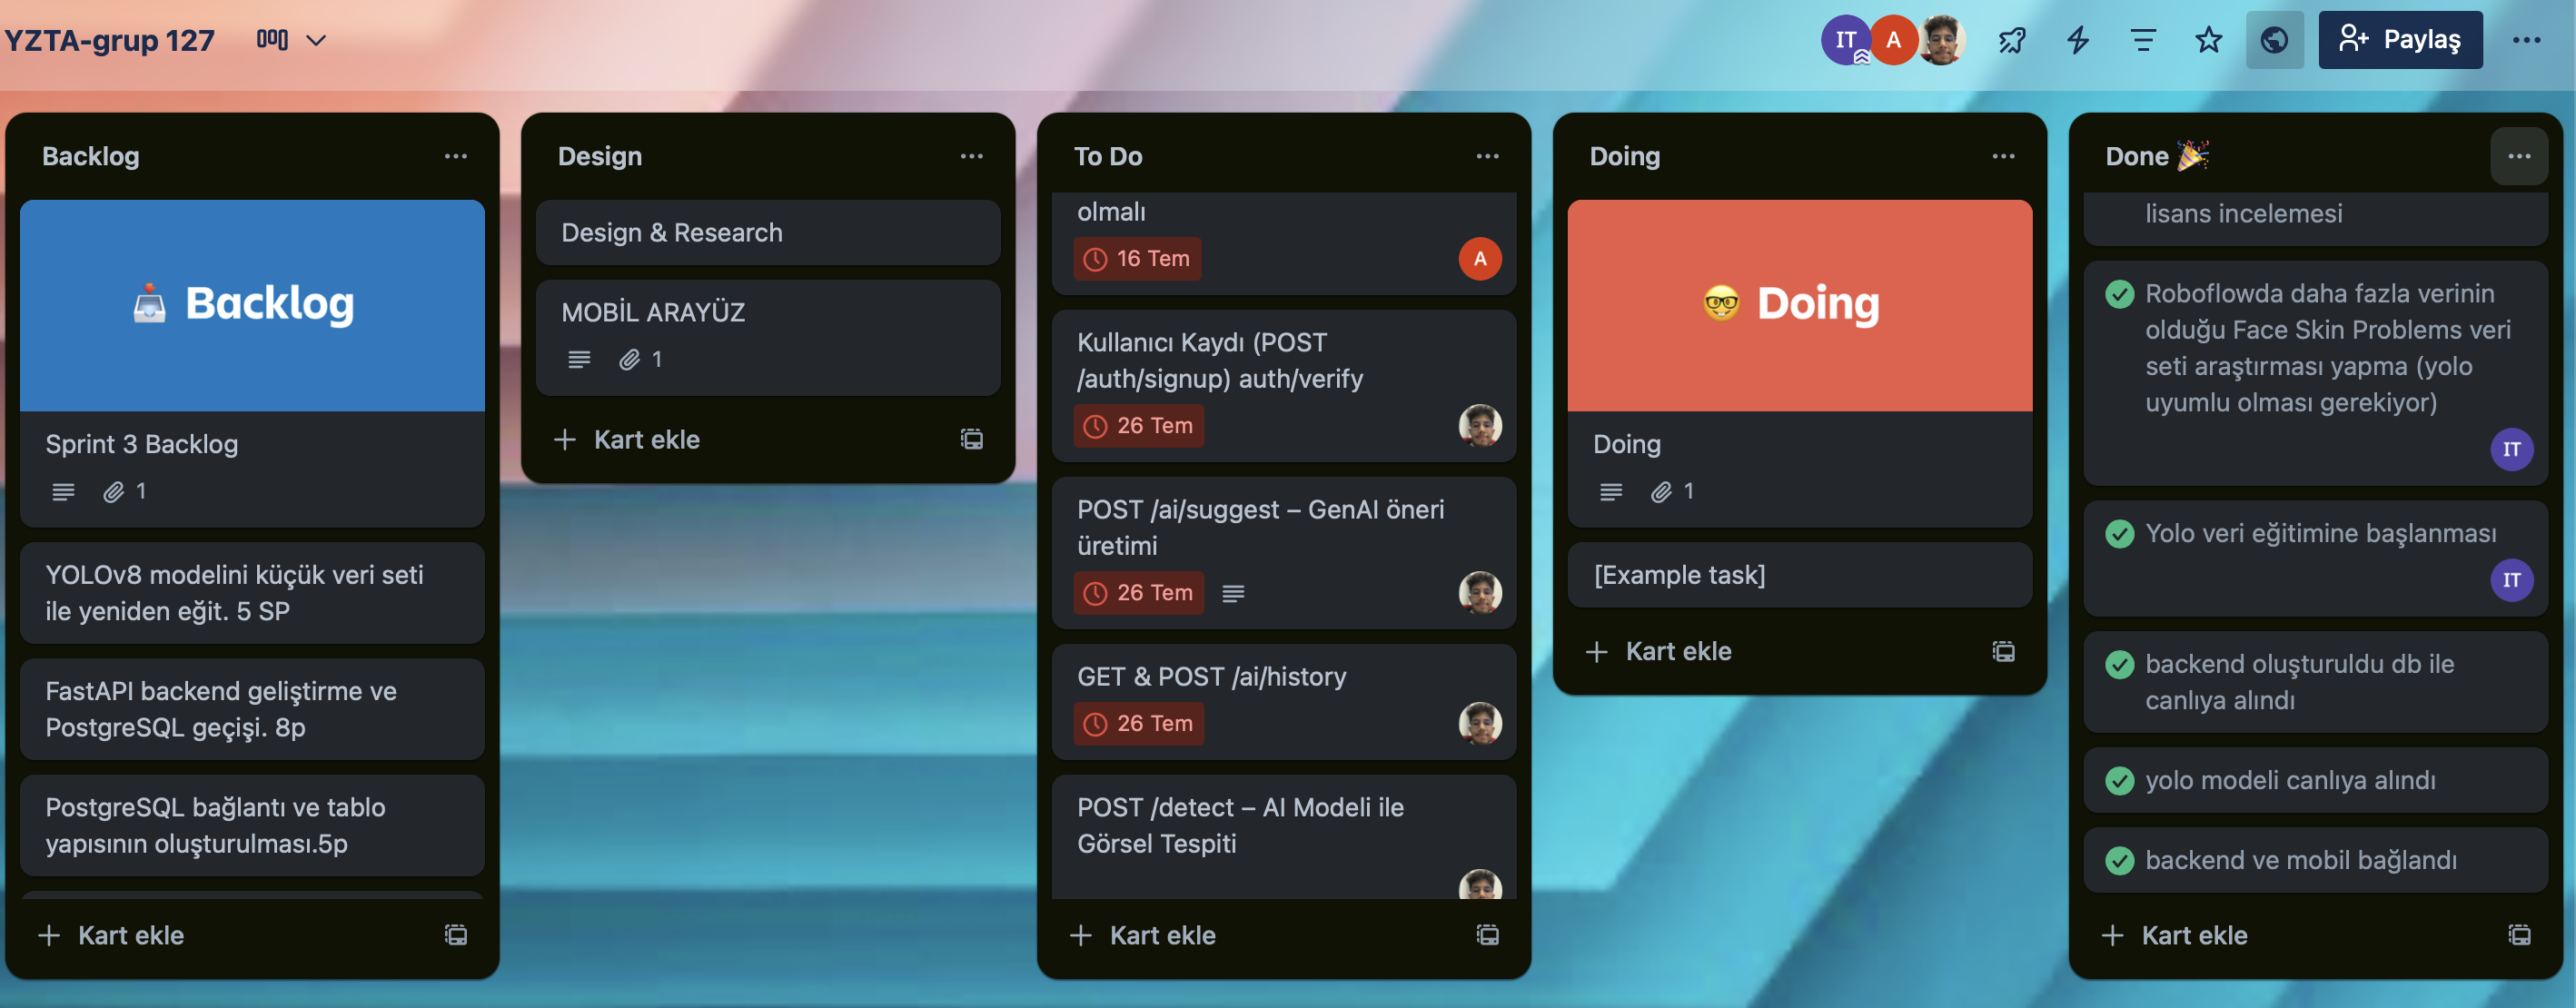 YZTA-grup 127
IT
A
Paylaş
Backlog
Backlog
Sprint 3 Backlog
1
YOLOv8 modelini küçük veri seti
ile yeniden eğit. 5 SP
FastAPI backend geliştirme ve
PostgreSQL geçişi. 8p
PostgreSQL bağlantı ve tablo
yapısının oluşturulması.5p
Kart ekle
Design
Design & Research
MOBİL ARAYÜZ
1
Kart ekle
To Do
olmalı
16 Tem
A
Kullanıcı Kaydı (POST
/auth/signup) auth/verify
26 Tem
POST /ai/suggest – GenAI öneri
üretimi
26 Tem
GET & POST /ai/history
26 Tem
POST /detect – AI Modeli ile
Görsel Tespiti
Kart ekle
Doing
Doing
Doing
1
[Example task]
Kart ekle
Done 🎉
lisans incelemesi
Roboflowda daha fazla verinin
olduğu Face Skin Problems veri
seti araştırması yapma (yolo
uyumlu olması gerekiyor)
IT
Yolo veri eğitimine başlanması
IT
backend oluşturuldu db ile
canlıya alındı
yolo modeli canlıya alındı
backend ve mobil bağlandı
Kart ekle